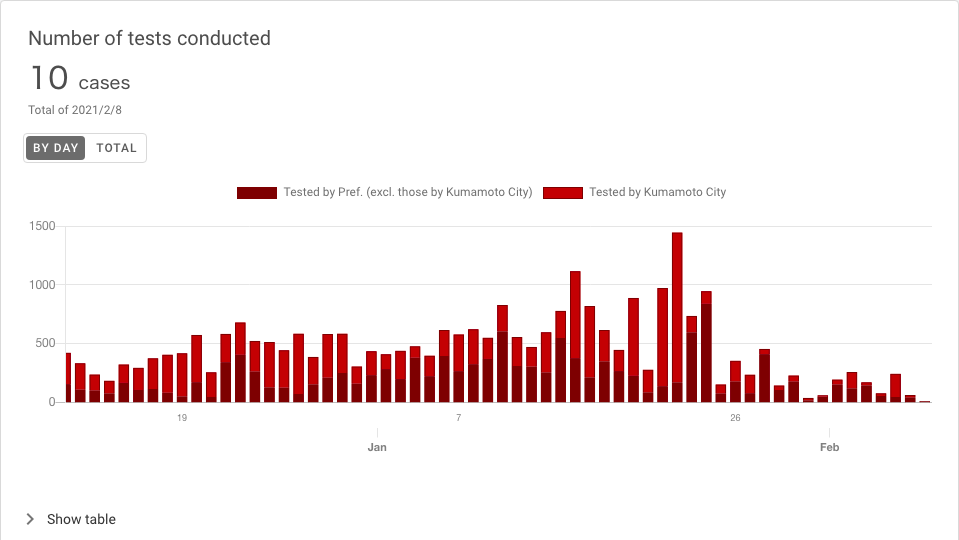 Number of tests conducted
10 cases
Total of 2021/2/8
BY DAY TOTAL
Tested by Pref. (excl. those by Kumamoto City) Tested by Kumamoto City
1500
1000
500
0
19 7 26
Jan Feb
Show table